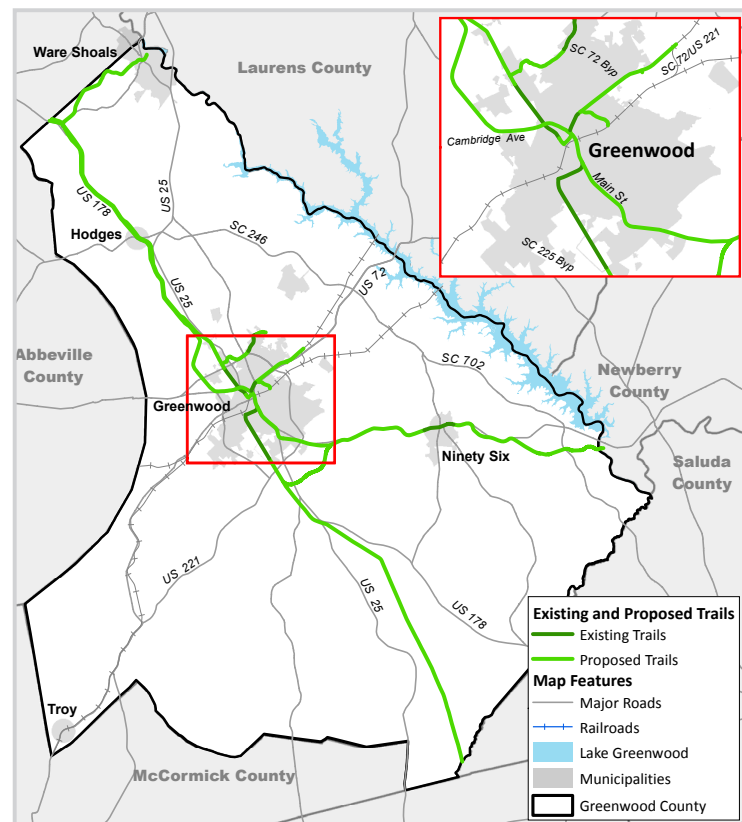 Ware Shoals
Laurens County
SC 72 Byp
SC 72/US 221
Cambridge Ave
Greenwood
Main St
SC 225 Byp
US 178
US 25
Hodges
SC 246
US 25
US 72
Abbeville
County
SC 702
Newberry
County
Greenwood
Ninety Six
Saluda
County
US 221
US 25
US 178
Troy
McCormick County
Existing and Proposed Trails
Existing Trails
Proposed Trails
Map Features
Major Roads
Railroads
Lake Greenwood
Municipalities
Greenwood County